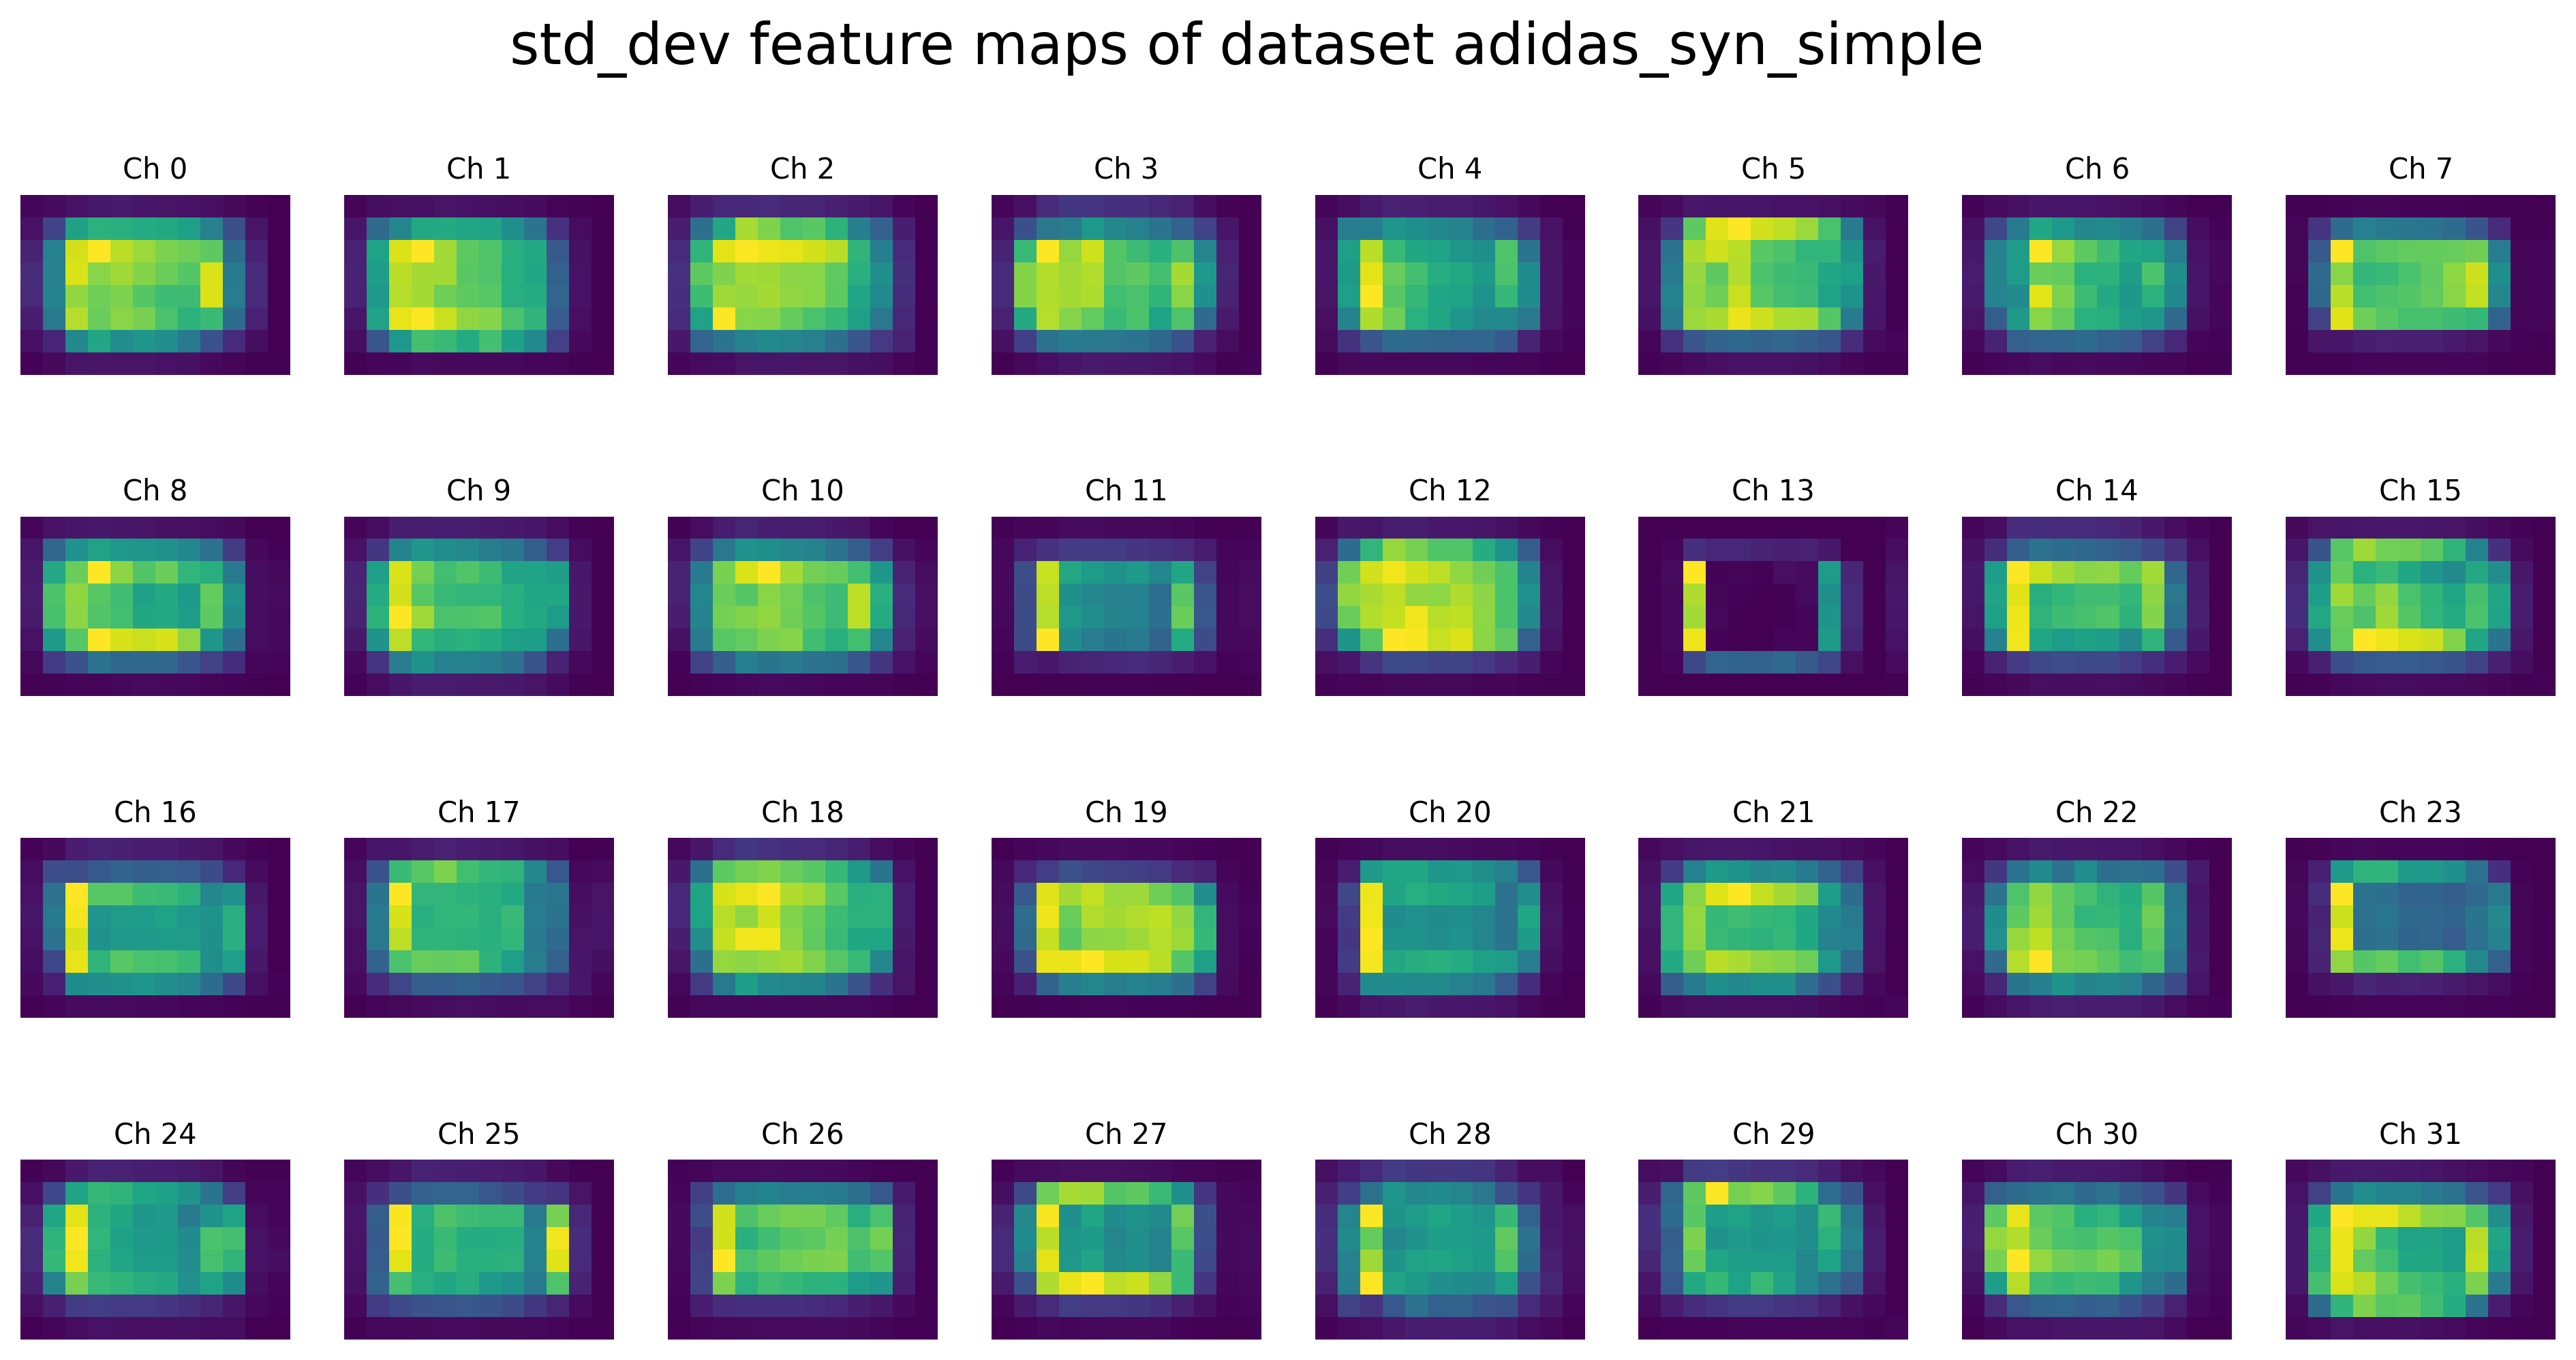 std_dev feature maps of dataset adidas_syn_simple
Ch 0 Ch 1 Ch 2 Ch 3 Ch 4 Ch 5 Ch 6 Ch 7
Ch 8 Ch 9 Ch 10 Ch 11 Ch 12 Ch 13 Ch 14 Ch 15
Ch 16 Ch 17 Ch 18 Ch 19 Ch 20 Ch 21 Ch 22 Ch 23
Ch 24 Ch 25 Ch 26 Ch 27 Ch 28 Ch 29 Ch 30 Ch 31